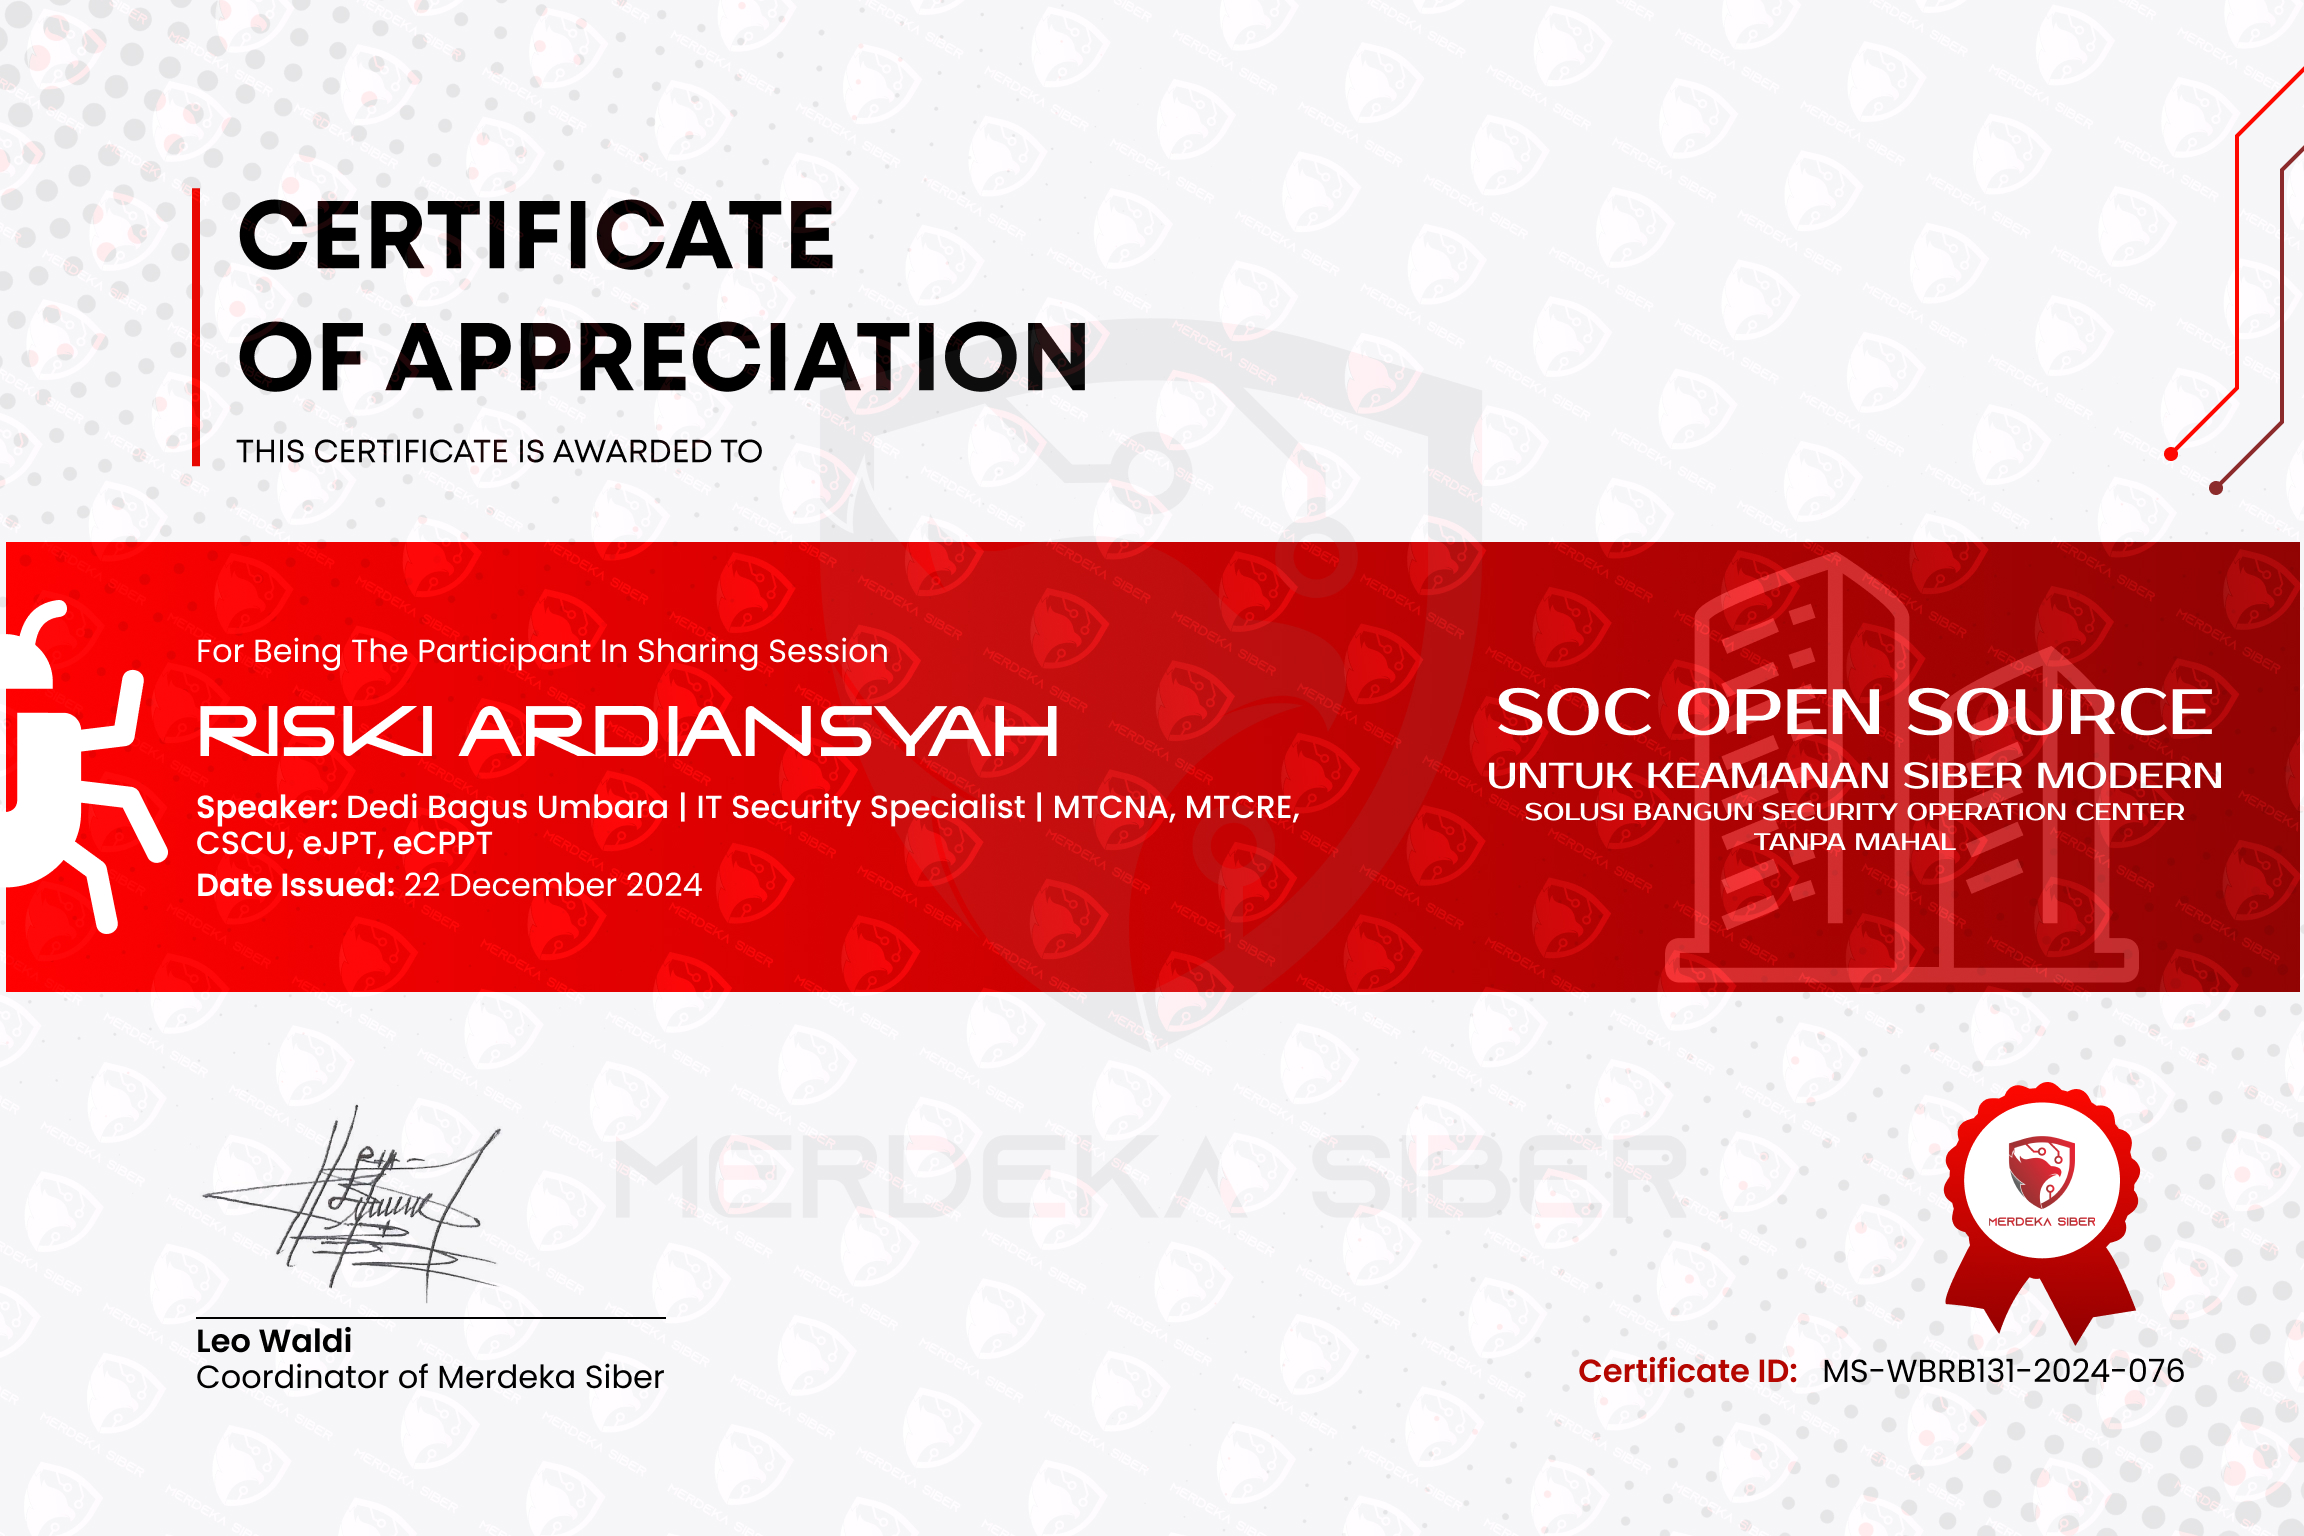 CERTIFICATE
OF APPRECIATION
THIS CERTIFICATE IS AWARDED TO
For Being The Participant In Sharing Session
RISKI ARDIANSYAH
Speaker: Dedi Bagus Umbara | IT Security Specialist | MTCNA, MTCRE,
CSCU, eJPT, eCPPT
Date Issued: 22 December 2024
SOC OPEN SOURCE
UNTUK KEAMANAN SIBER MODERN
SOLUSI BANGUN SECURITY OPERATION CENTER
TANPA MAHAL
MERDEKA SIBER
MERDEKA SIBER
Leo Waldi
Coordinator of Merdeka Siber
Certificate ID: MS-WBRB131-2024-076